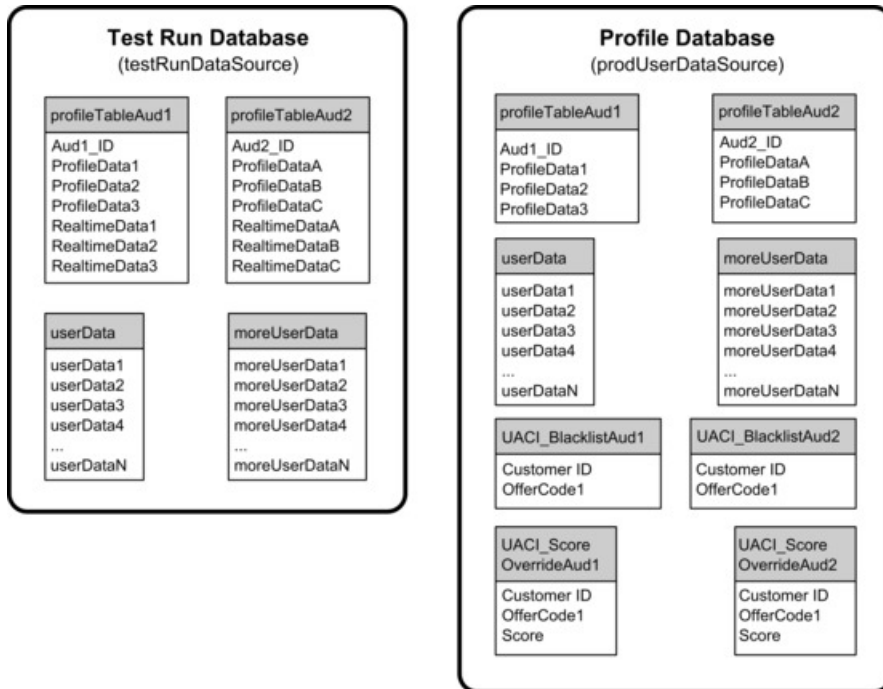 Test Run Database
(testRunDataSource)
profileTableAud1
Aud1_ID
ProfileData1
ProfileData2
ProfileData3
RealtimeData1
RealtimeData2
RealtimeData3
profileTableAud2
Aud2_ID
ProfileDataA
ProfileDataB
ProfileDataC
RealtimeDataA
RealtimeDataB
RealtimeDataC
userData
userData1
userData2
userData3
userData4
...
userDataN
moreUserData
moreUserData1
moreUserData2
moreUserData3
moreUserData4
...
moreUserDataN
Profile Database
(prodUserDataSource)
profileTableAud1
Aud1_ID
ProfileData1
ProfileData2
ProfileData3
profileTableAud2
Aud2_ID
ProfileDataA
ProfileDataB
ProfileDataC
userData
userData1
userData2
userData3
userData4
...
userDataN
moreUserData
moreUserData1
moreUserData2
moreUserData3
moreUserData4
...
moreUserDataN
UACI_BlacklistAud1
Customer ID
OfferCode1
UACI_BlacklistAud2
Customer ID
OfferCode1
UACI_Score
OverrideAud1
Customer ID
OfferCode1
Score
UACI_Score
OverrideAud2
Customer ID
OfferCode1
Score